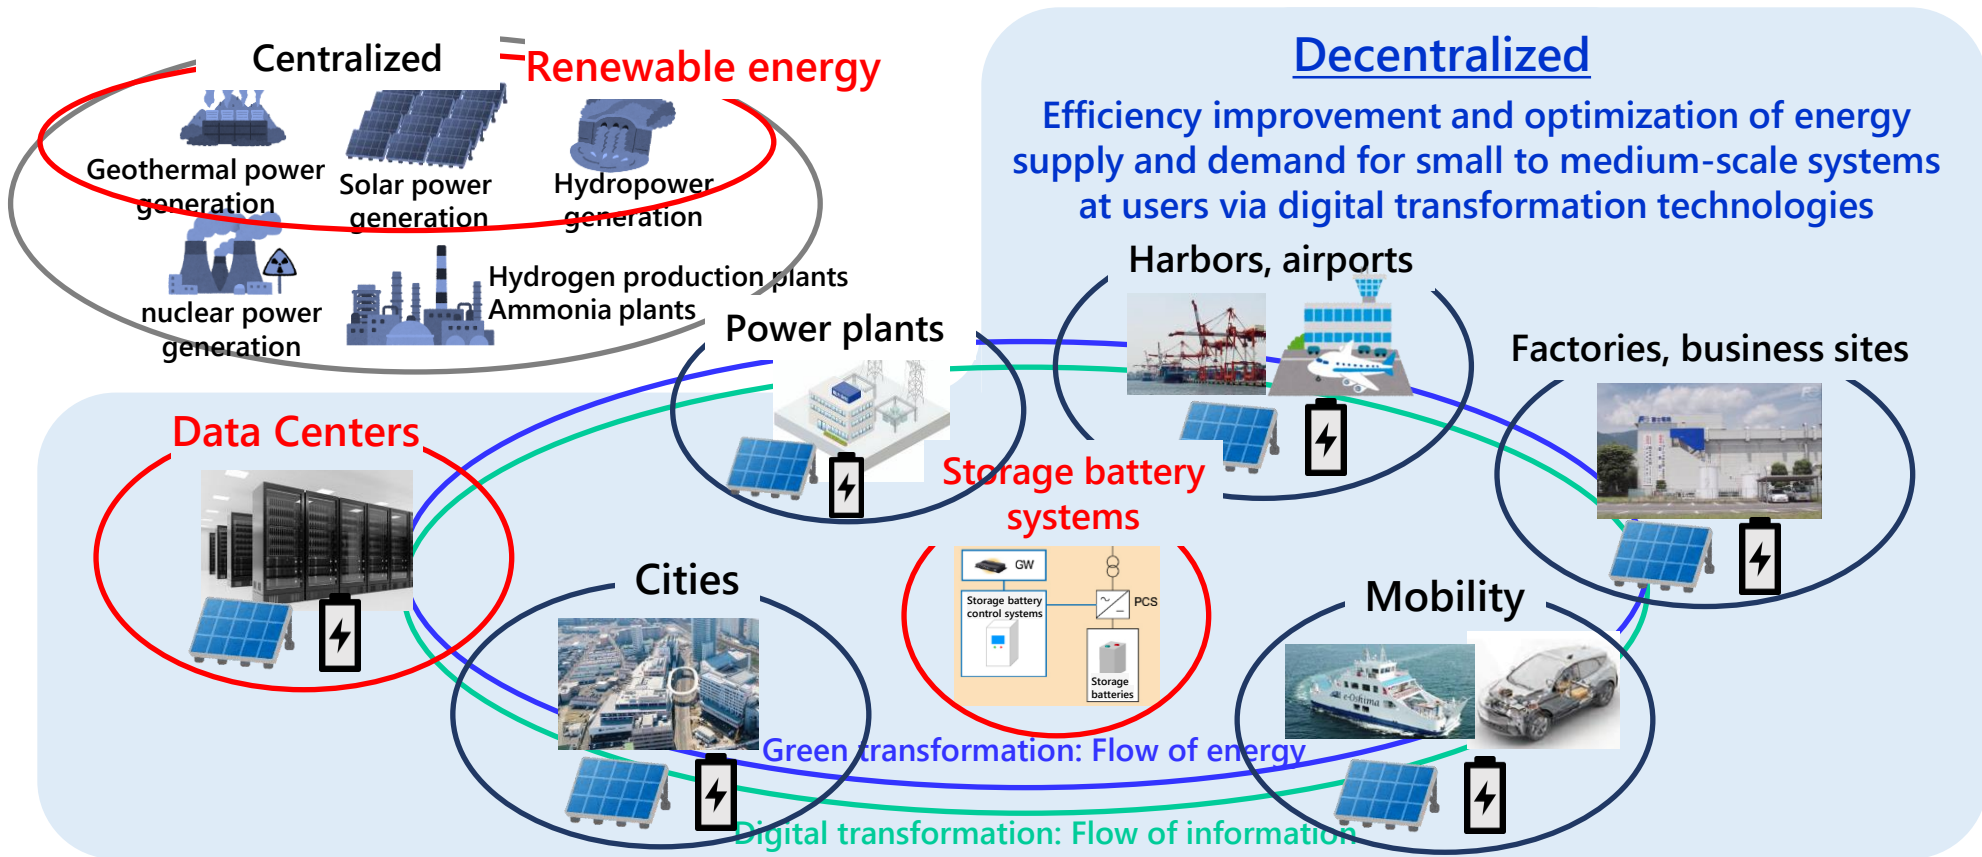 Centralized
Renewable energy
Geothermal power
generation
Solar power
generation
Hydropower
generation
nuclear power
generation
Hydrogen production plants
Ammonia plants
Decentralized
Efficiency improvement and optimization of energy
supply and demand for small to medium-scale systems
at users via digital transformation technologies
Harbors, airports
Power plants
Factories, business sites
Data Centers
Storage battery
systems
GW
Storage battery
control systems
PCS
Storage
batteries
Cities
Mobility
e-Oshima
Green transformation: Flow of energy
Digital transformation: Flow of information